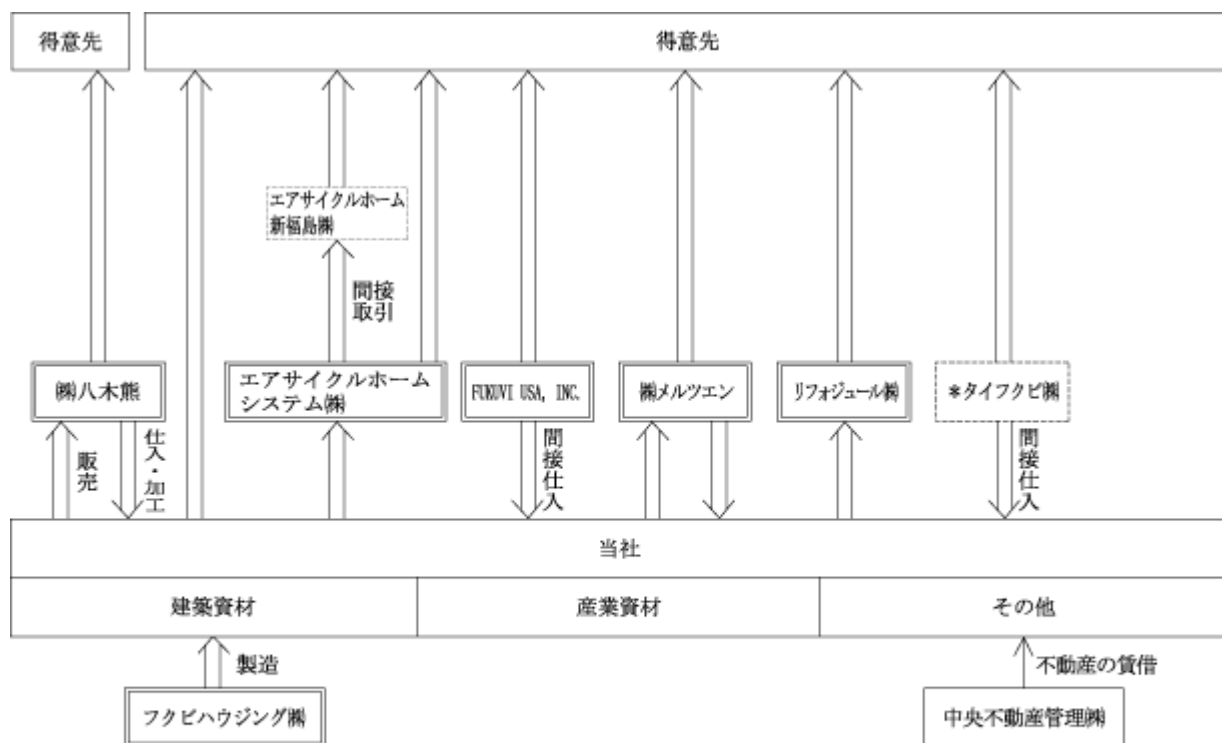 得意先
得意先
エアサイクルホーム
新福島㈱
間接
取引
㈱八木熊
エアサイクルホーム
システム㈱
FUKUVI USA, INC.
㈱メルツエン
リフォジュール㈱
*タイフクビ㈱
販売
仕入・加工
間接仕入
間接仕入
当社
建築資材
産業資材
その他
製造
不動産の賃借
フクビハウジング㈱
中央不動産管理㈱